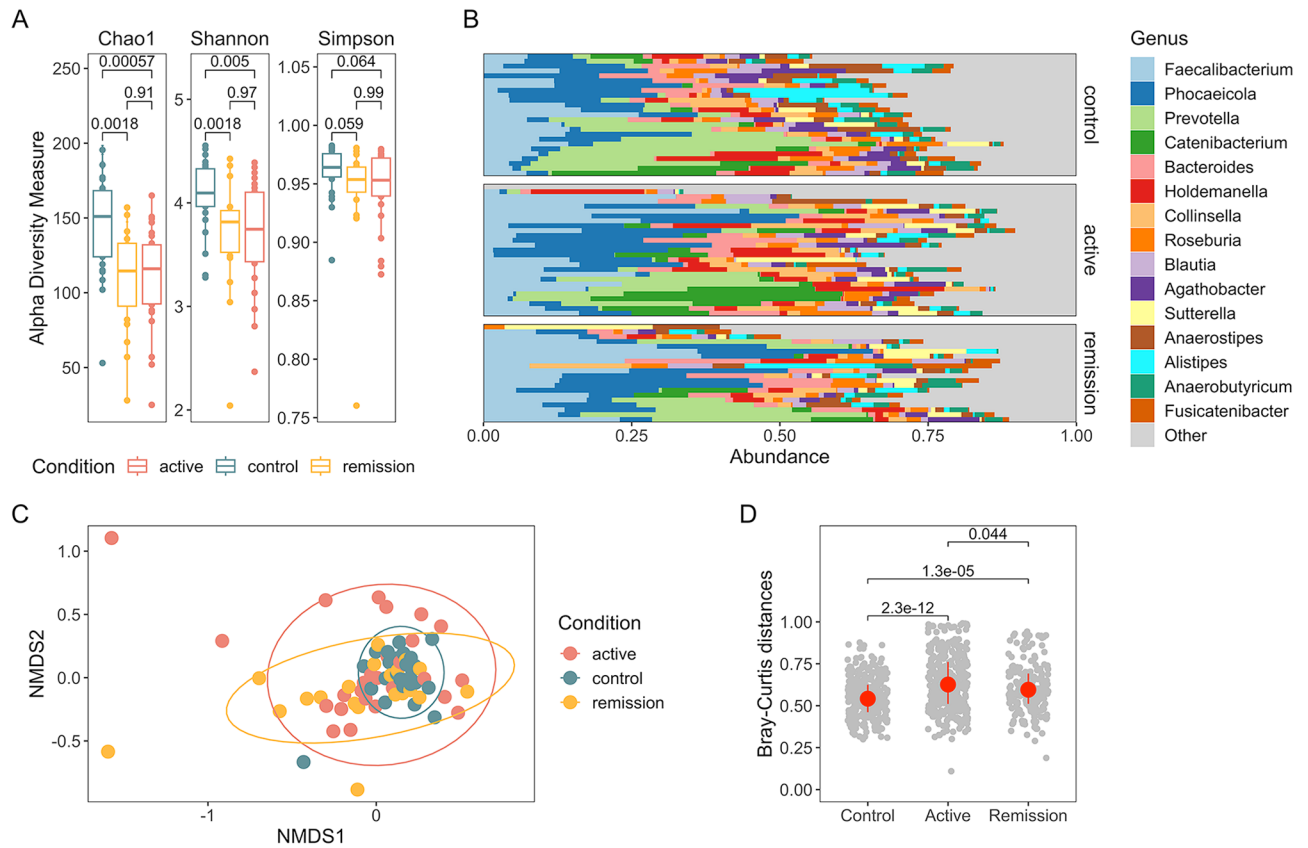 A
Chao1
Shannon
Simpson
Alpha Diversity Measure
250
200
150
100
50
0.00057
0.91
0.0018
5
4
3
2
0.005
0.97
0.0018
1.05
1.00
0.95
0.90
0.85
0.80
0.75
0.064
0.99
0.059
Condition active control remission
B
control
active
remission
0.00 0.25 0.50 0.75 1.00
Abundance
Genus
Faecalibacterium
Phocaeicola
Prevotella
Catenibacterium
Bacteroides
Holdemanella
Collinsella
Roseburia
Blautia
Agathobacter
Sutterella
Anaerostipes
Alistipes
Anaerobutyricum
Fusicatenibacter
Other
C
NMDS2
1.0
0.5
0.0
-0.5
-1 0
NMDS1
Condition
active
control
remission
D
Bray-Curtis distances
1.00
0.75
0.50
0.25
0.00
0.044
1.3e-05
2.3e-12
Control Active Remission